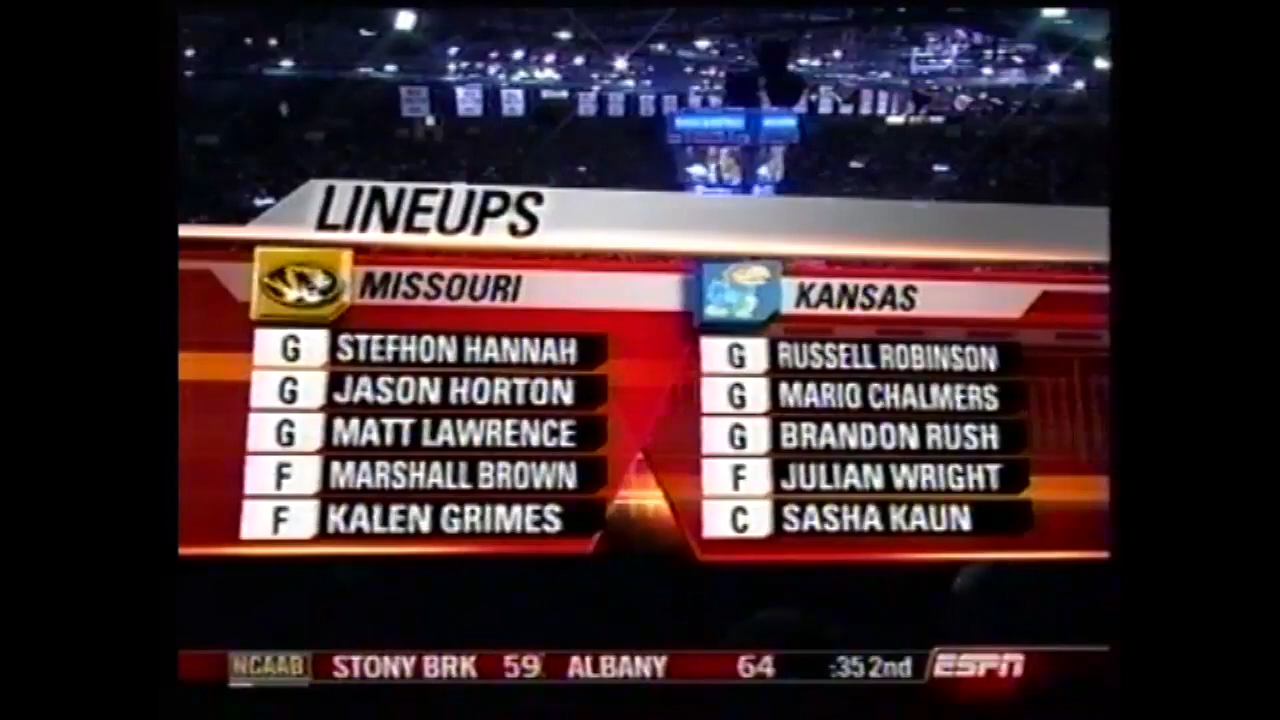 LINEUPS
MISSOURI
G STEFHON HANNAH
G JASON HORTON
G MATT LAWRENCE
F MARSHALL BROWN
F KALEN GRIMES
KANSAS
G RUSSELL ROBINSON
G MARIO CHALMERS
G BRANDON RUSH
F JULIAN WRIGHT
C SASHA KAUN
NCAAB STONY BRK 59 ALBANY 64 :35 2nd ESPN